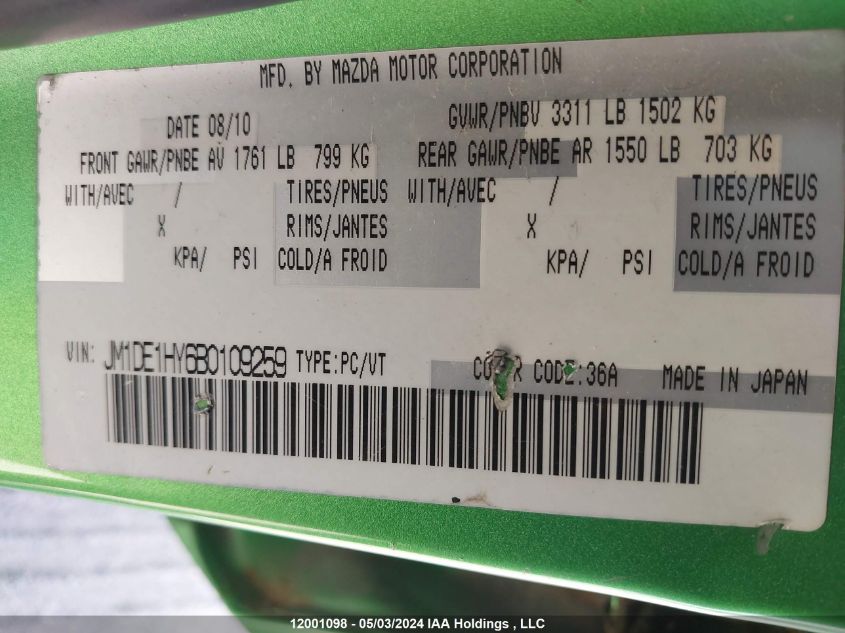 MFD. BY MAZDA MOTOR CORPORATION
DATE 08/10 GVWR/PNBV 3311 LB 1502 KG
FRONT GAWR/PNBE AV 1761 LB 799 KG REAR GAWR/PNBE AR 1550 LB 703 KG
WITH/AVEC / TIRES/PNEUS WITH/AVEC / TIRES/PNEUS
X RIMS/JANTES X RIMS/JANTES
KPA/ PSI COLD/A FROID KPA/ PSI COLD/A FROID
VIN: JM1DE1HY6B0109259 TYPE:PC/VT COLOR CODE:36A MADE IN JAPAN
12001098 - 05/03/2024 IAA Holdings , LLC